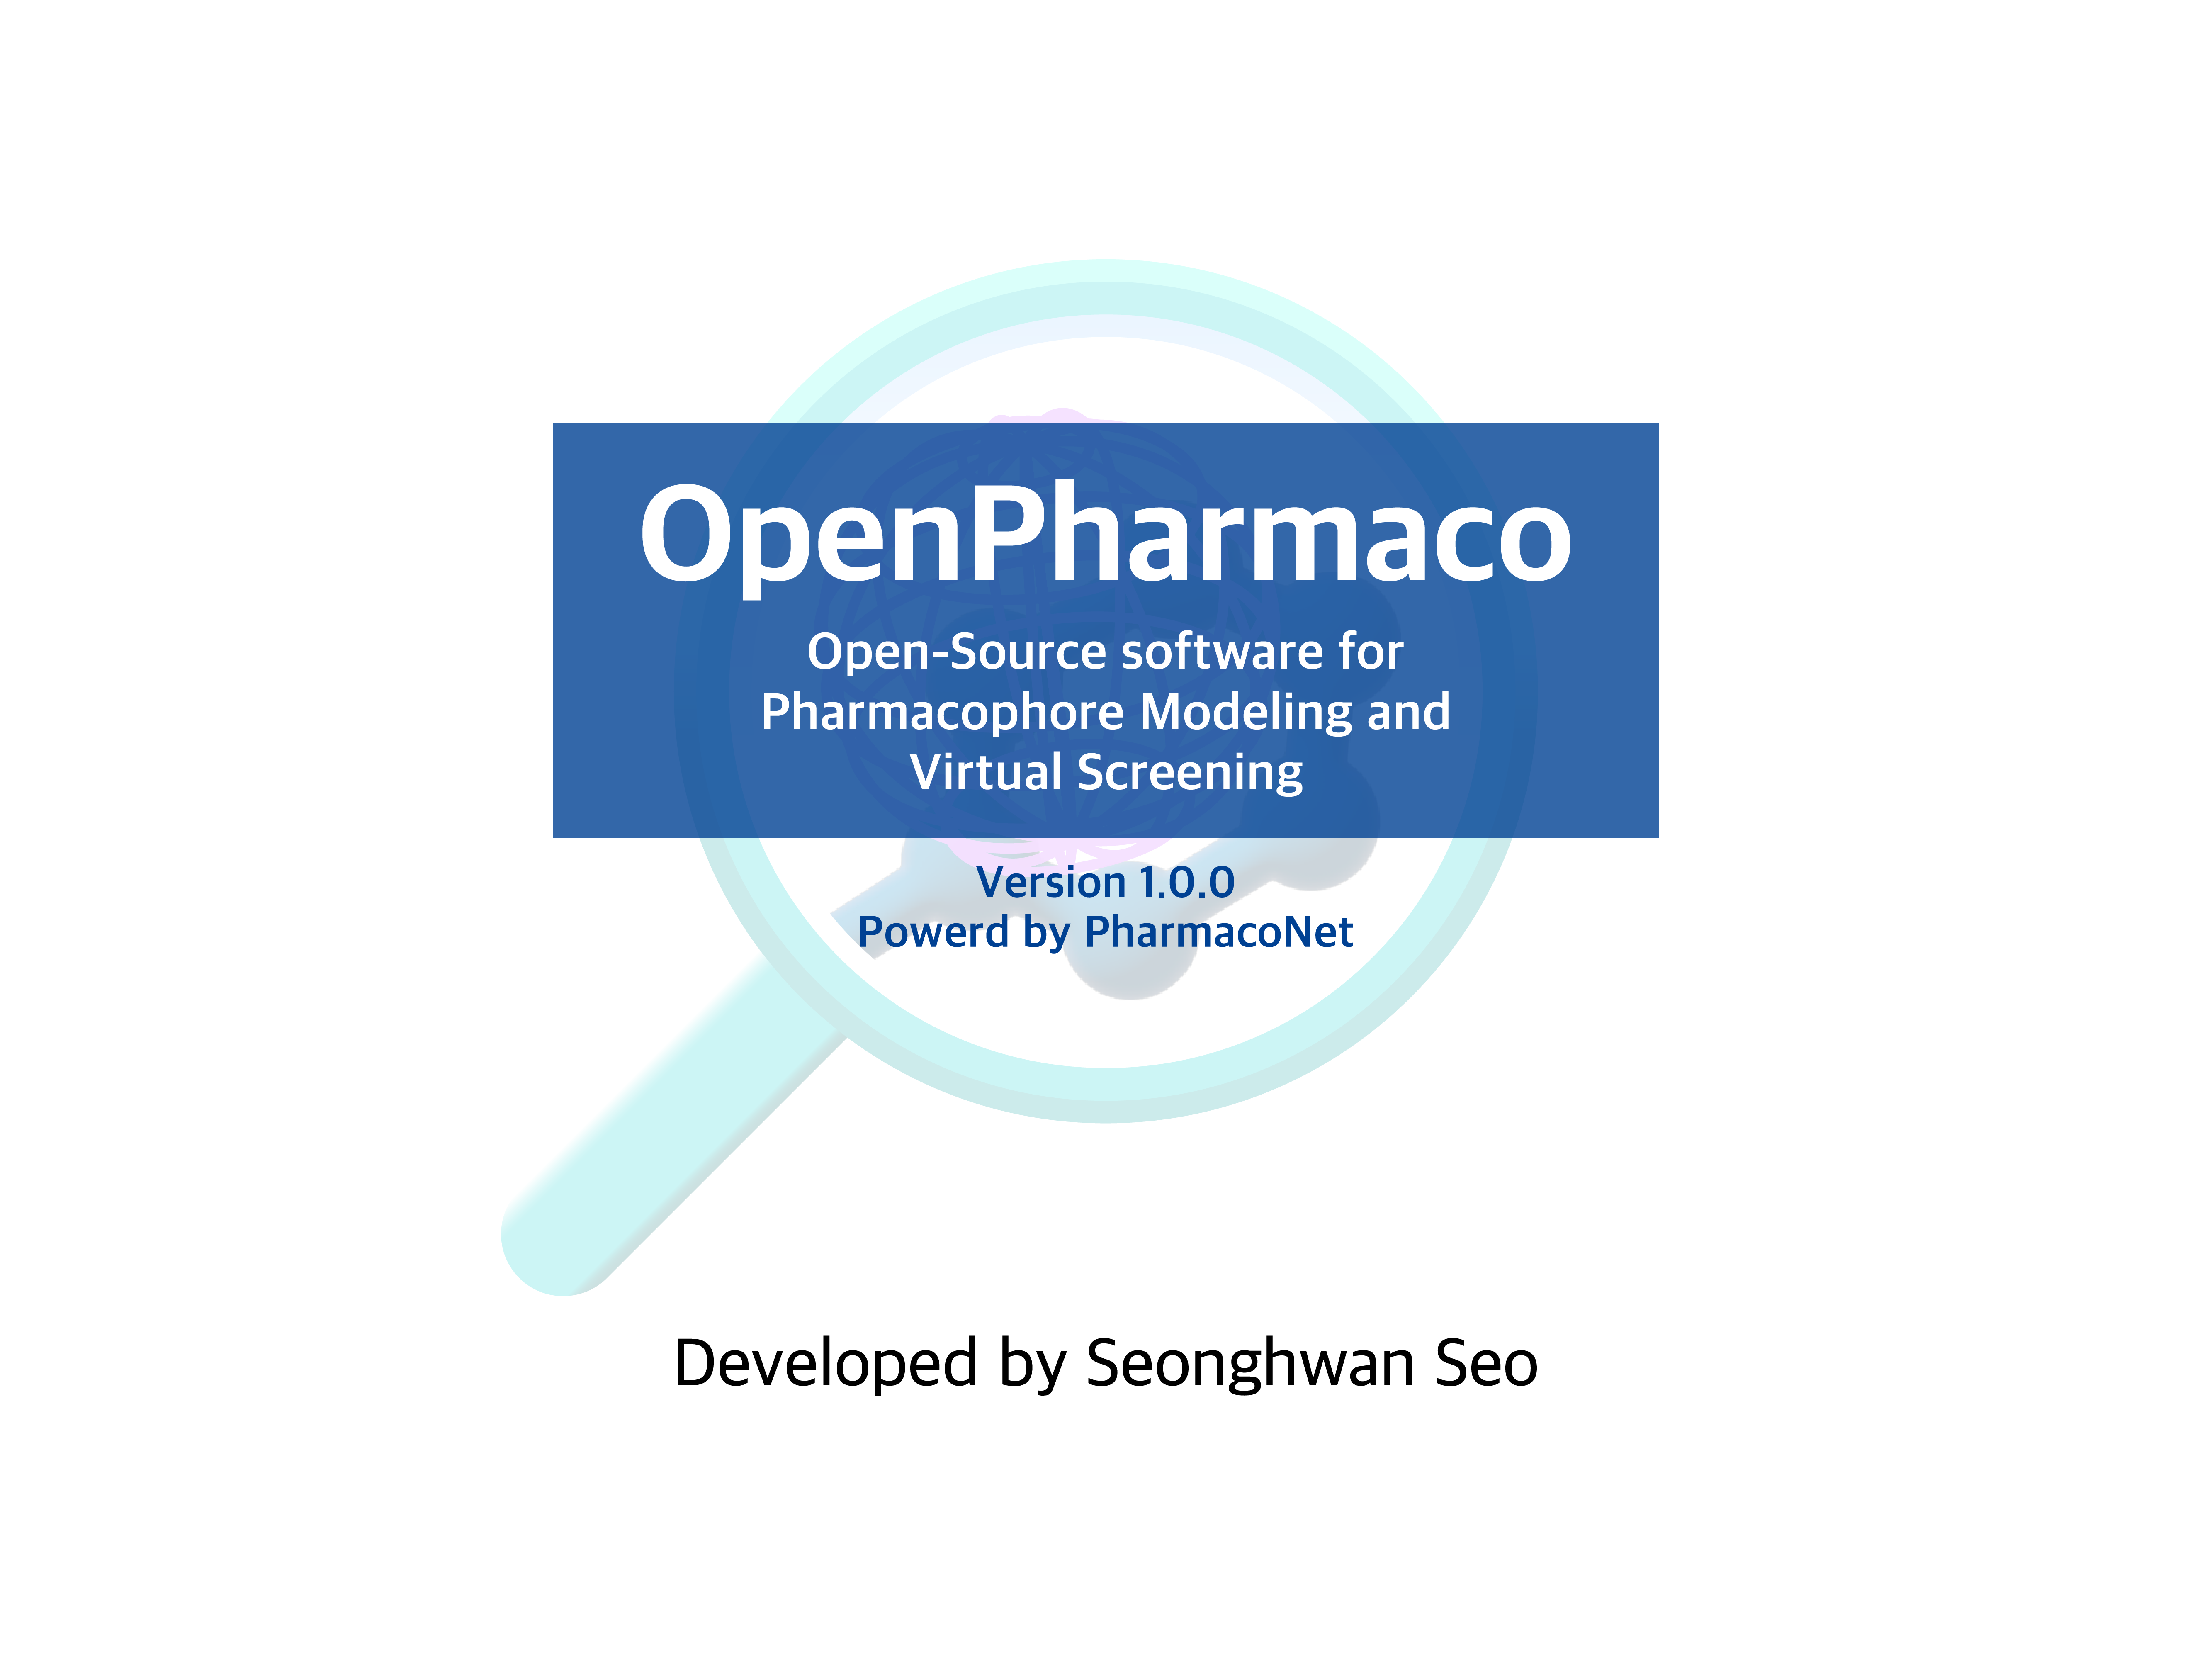 OpenPharmaco
Open-Source software for
Pharmacophore Modeling and
Virtual Screening
Version 1.0.0
Powerd by PharmacoNet
Developed by Seonghwan Seo